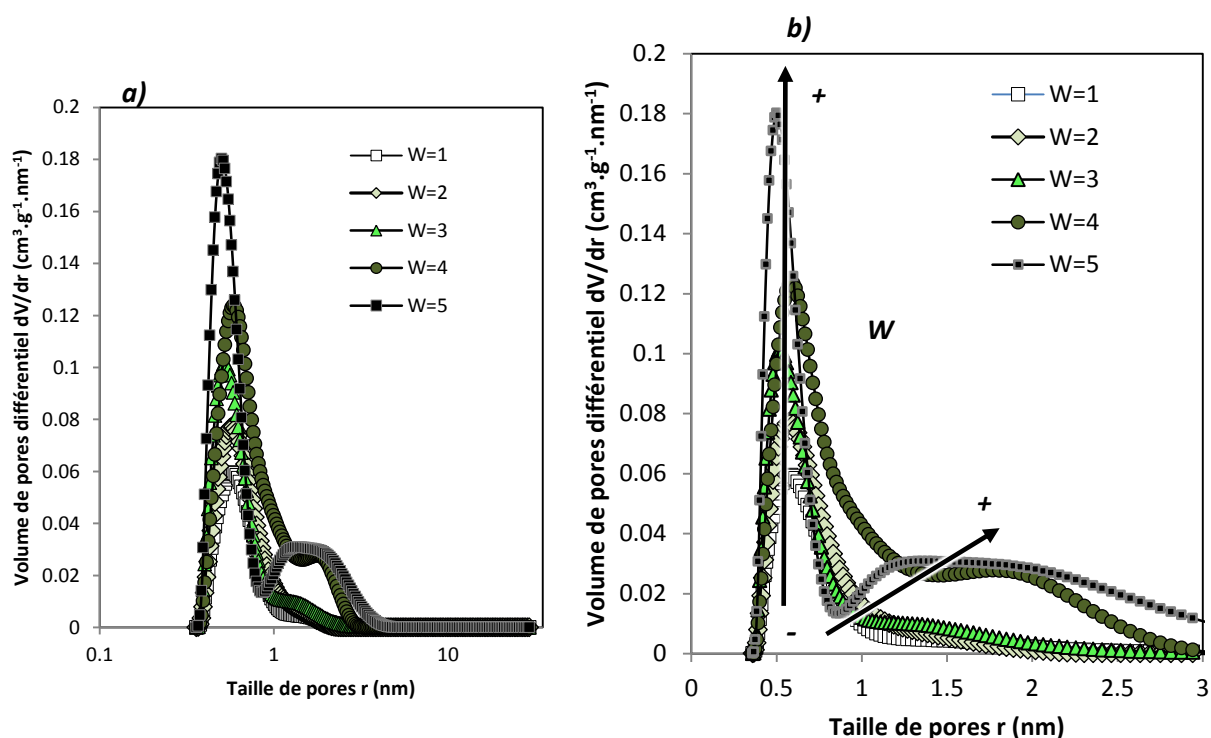 a)
Volume de pores différentiel dV/dr (cm³.g⁻¹.nm⁻¹)
0.2
0.18
0.16
0.14
0.12
0.1
0.08
0.06
0.04
0.02
0
0.1
1
10
Taille de pores r (nm)
W=1
W=2
W=3
W=4
W=5
b)
Volume de pores différentiel dV/dr (cm³.g⁻¹.nm⁻¹)
0.2
0.18
0.16
0.14
0.12
0.1
0.08
0.06
0.04
0.02
0
0
0.5
1
1.5
2
2.5
3
Taille de pores r (nm)
+
W
+
-
W=1
W=2
W=3
W=4
W=5